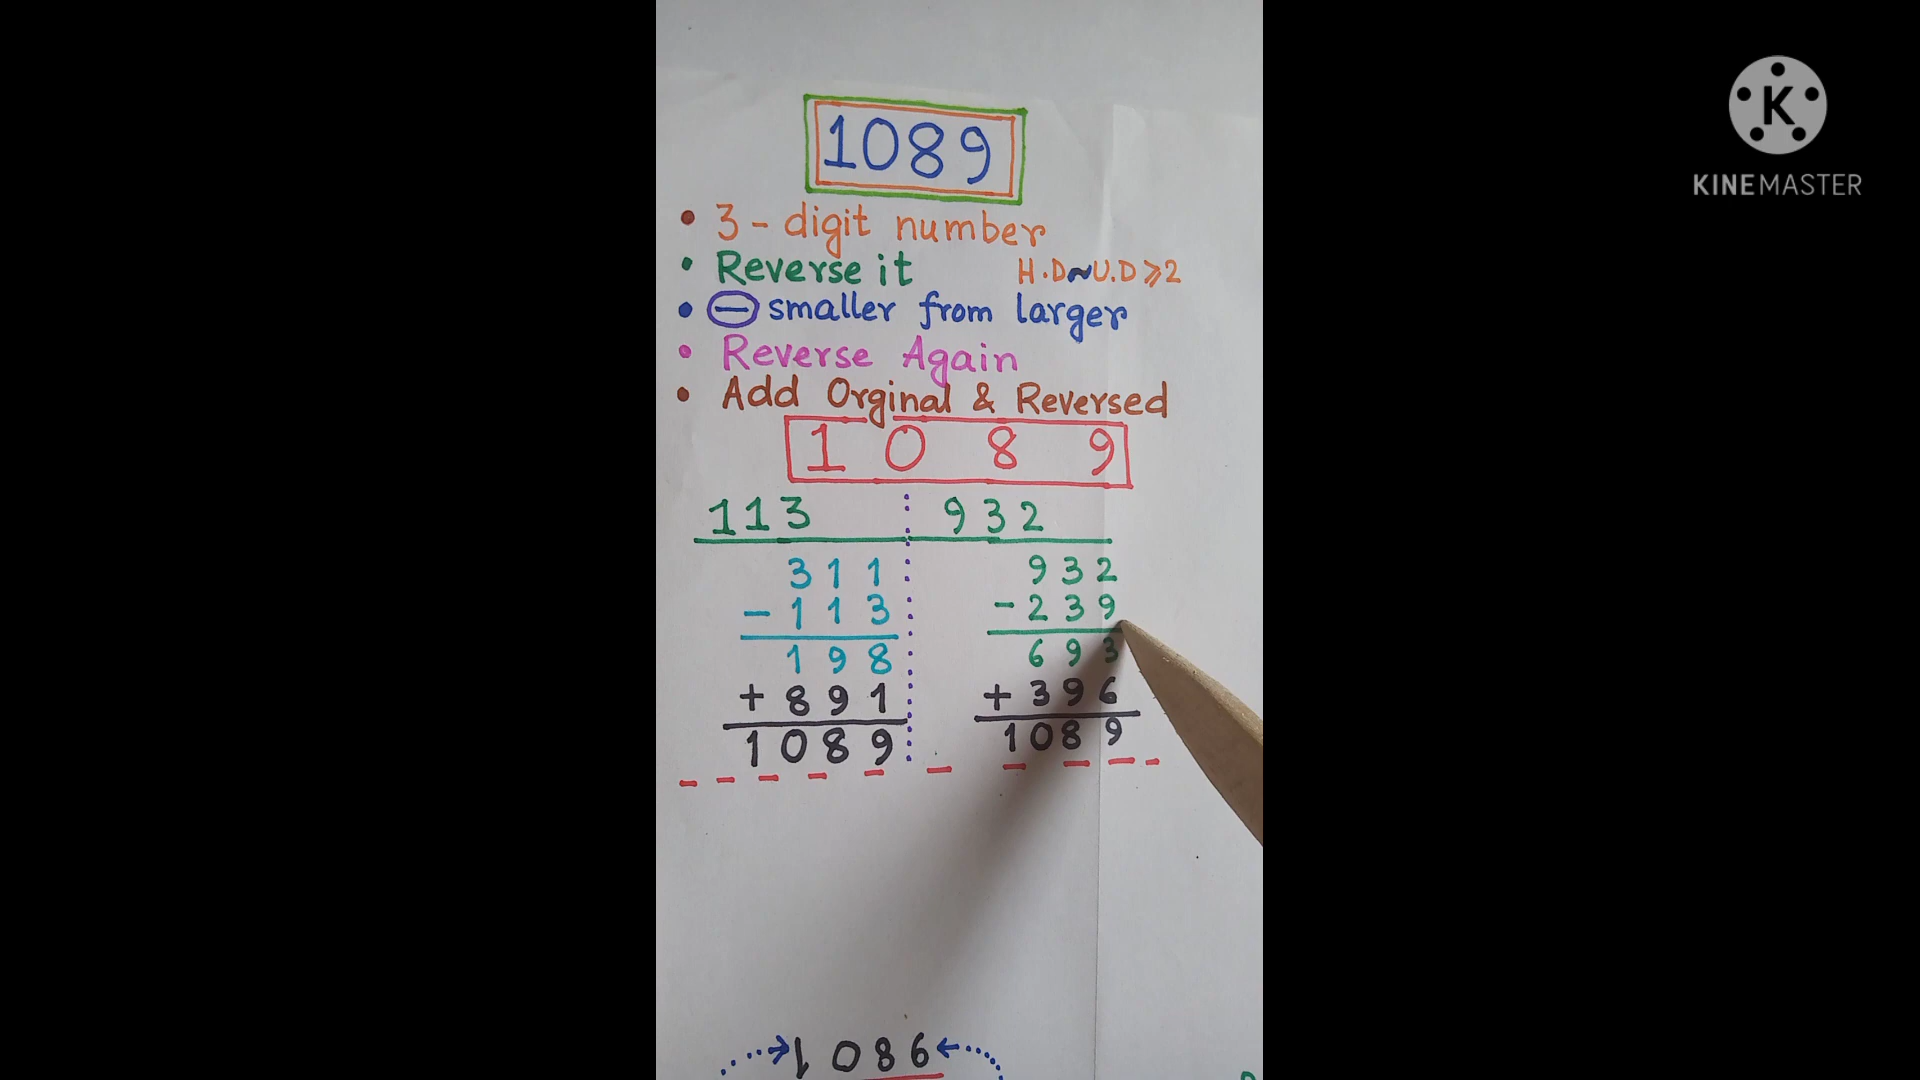 1089
KINEMASTER
• 3 - digit number
• Reverse it H.D~U.D⩾2
• ⊖ smaller from larger
• Reverse Again
• Add Orginal & Reversed
1 0 8 9
113 932
311 932
- 113 - 239
198 693
+ 891 + 396
1089 1089
1086